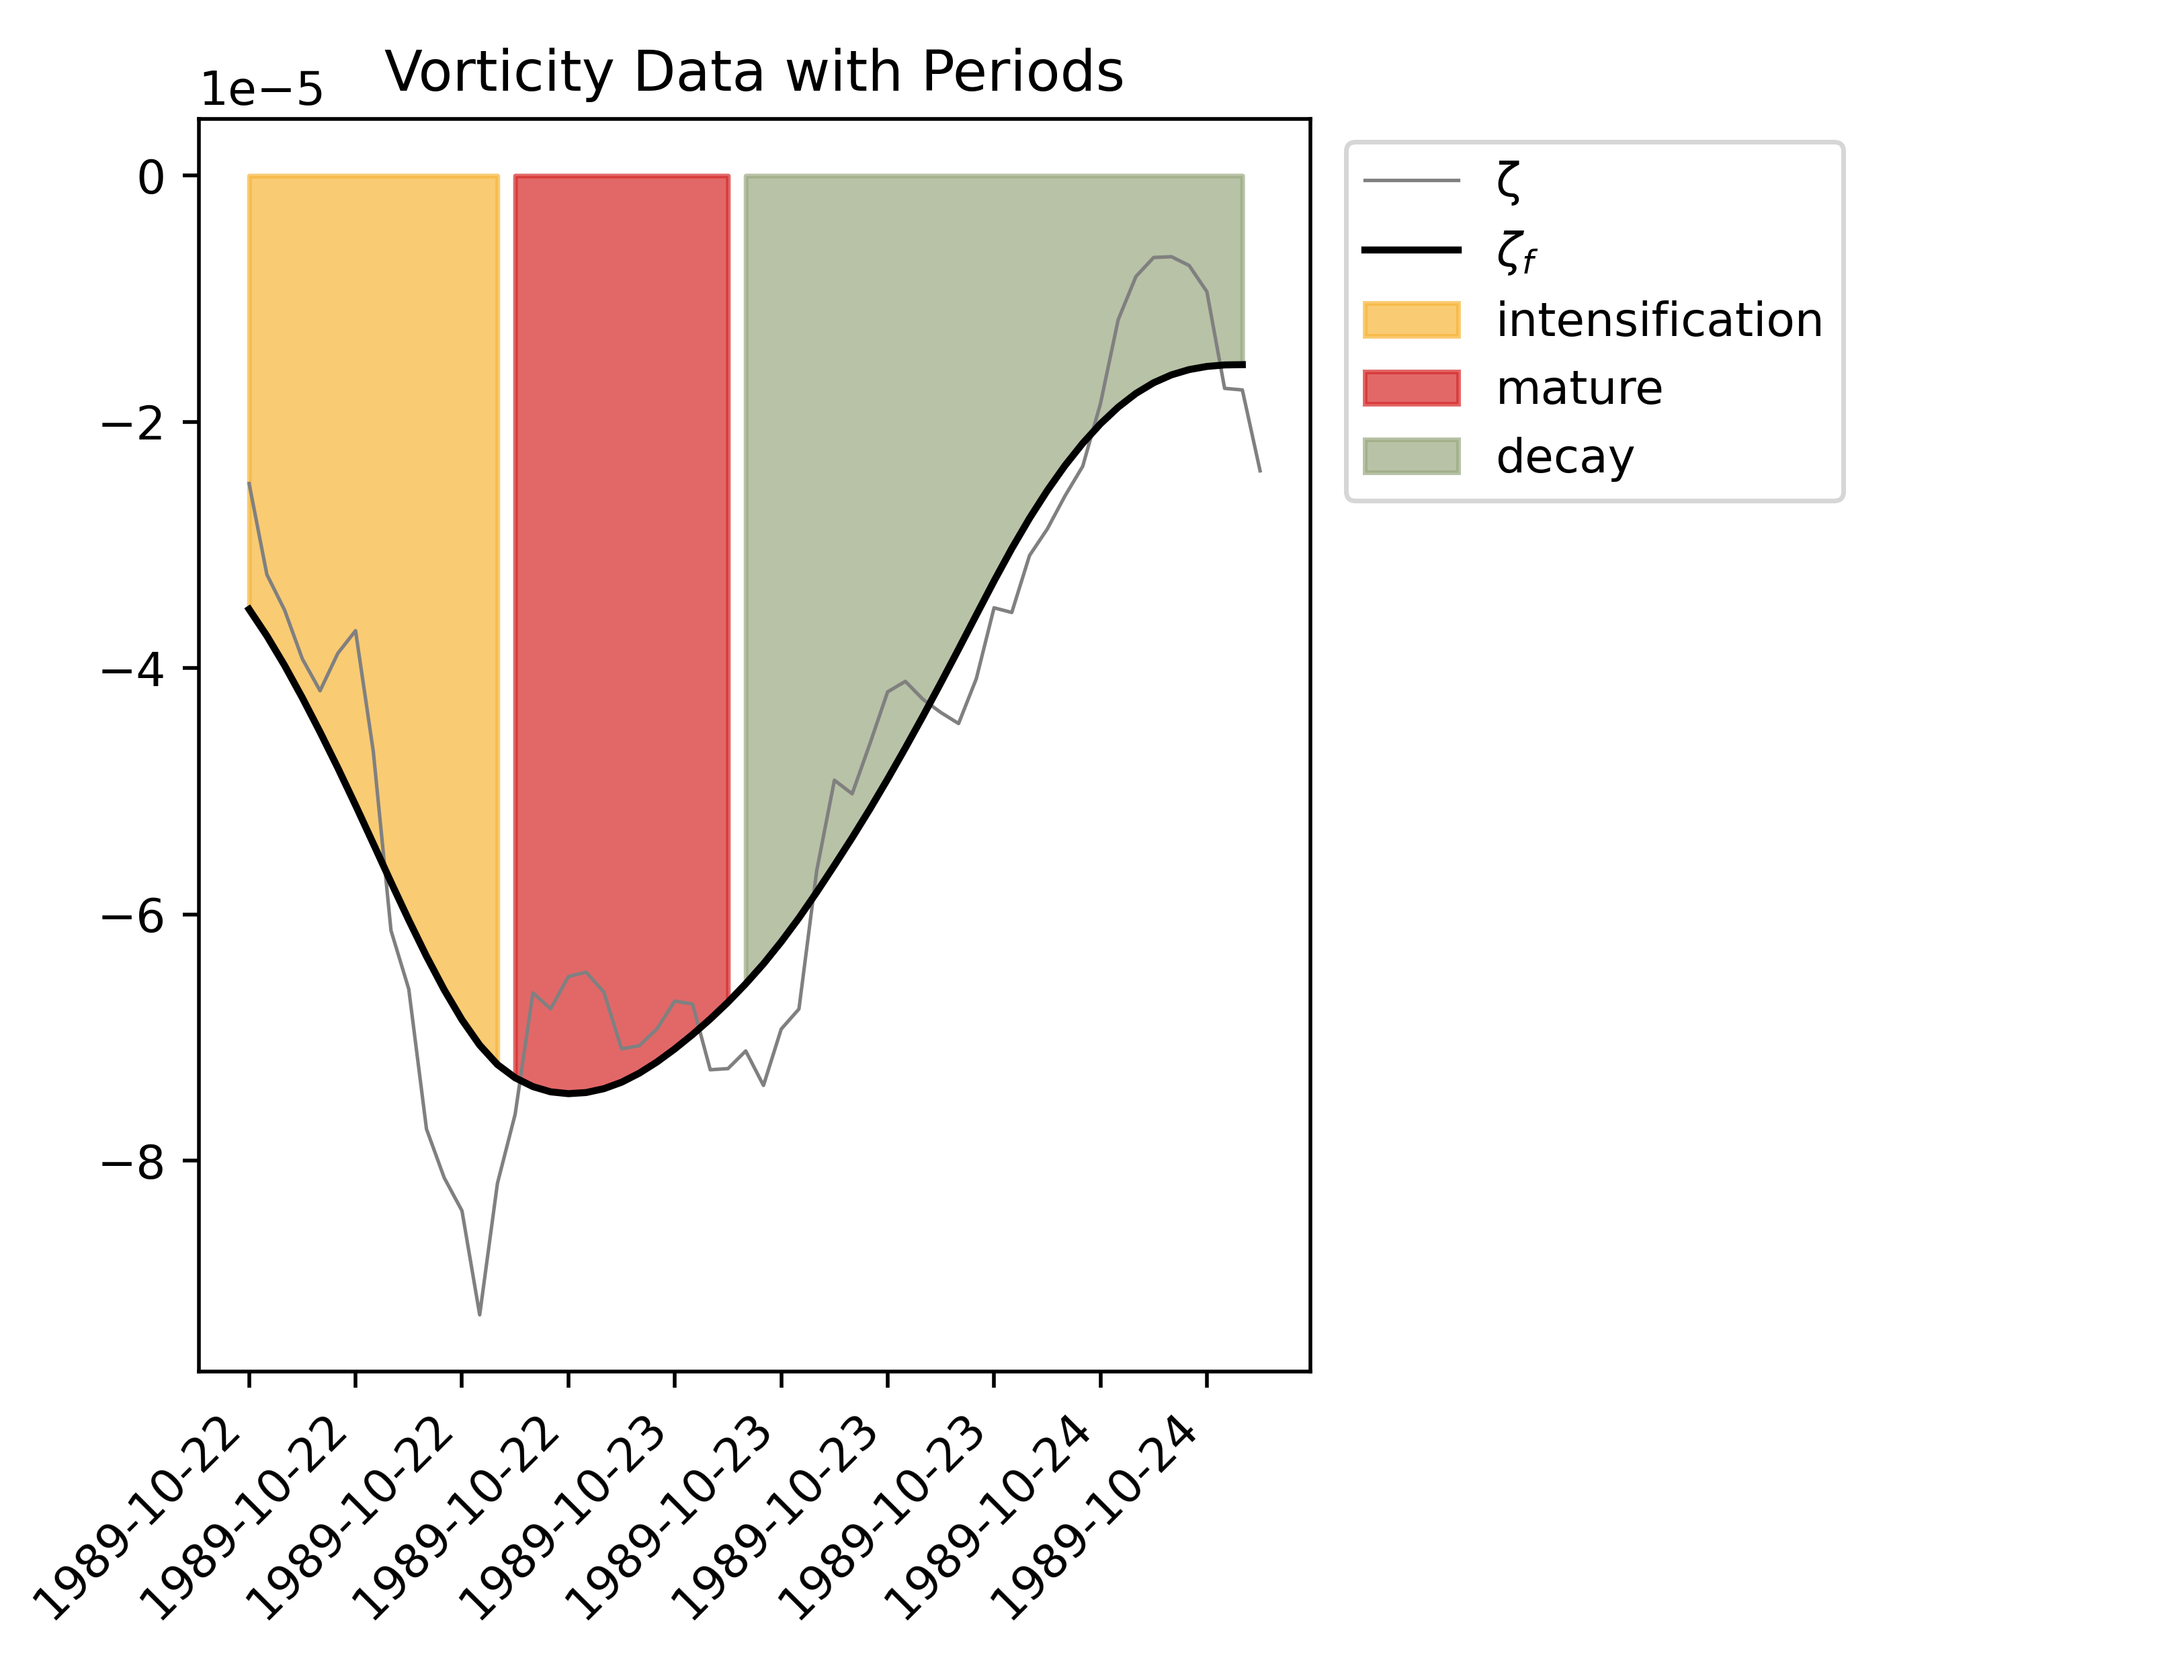 Vorticity Data with Periods
1e−5
0
−2
−4
−6
−8
1989-10-22
1989-10-22
1989-10-22
1989-10-22
1989-10-23
1989-10-23
1989-10-23
1989-10-23
1989-10-24
1989-10-24
ζ
ζf
intensification
mature
decay